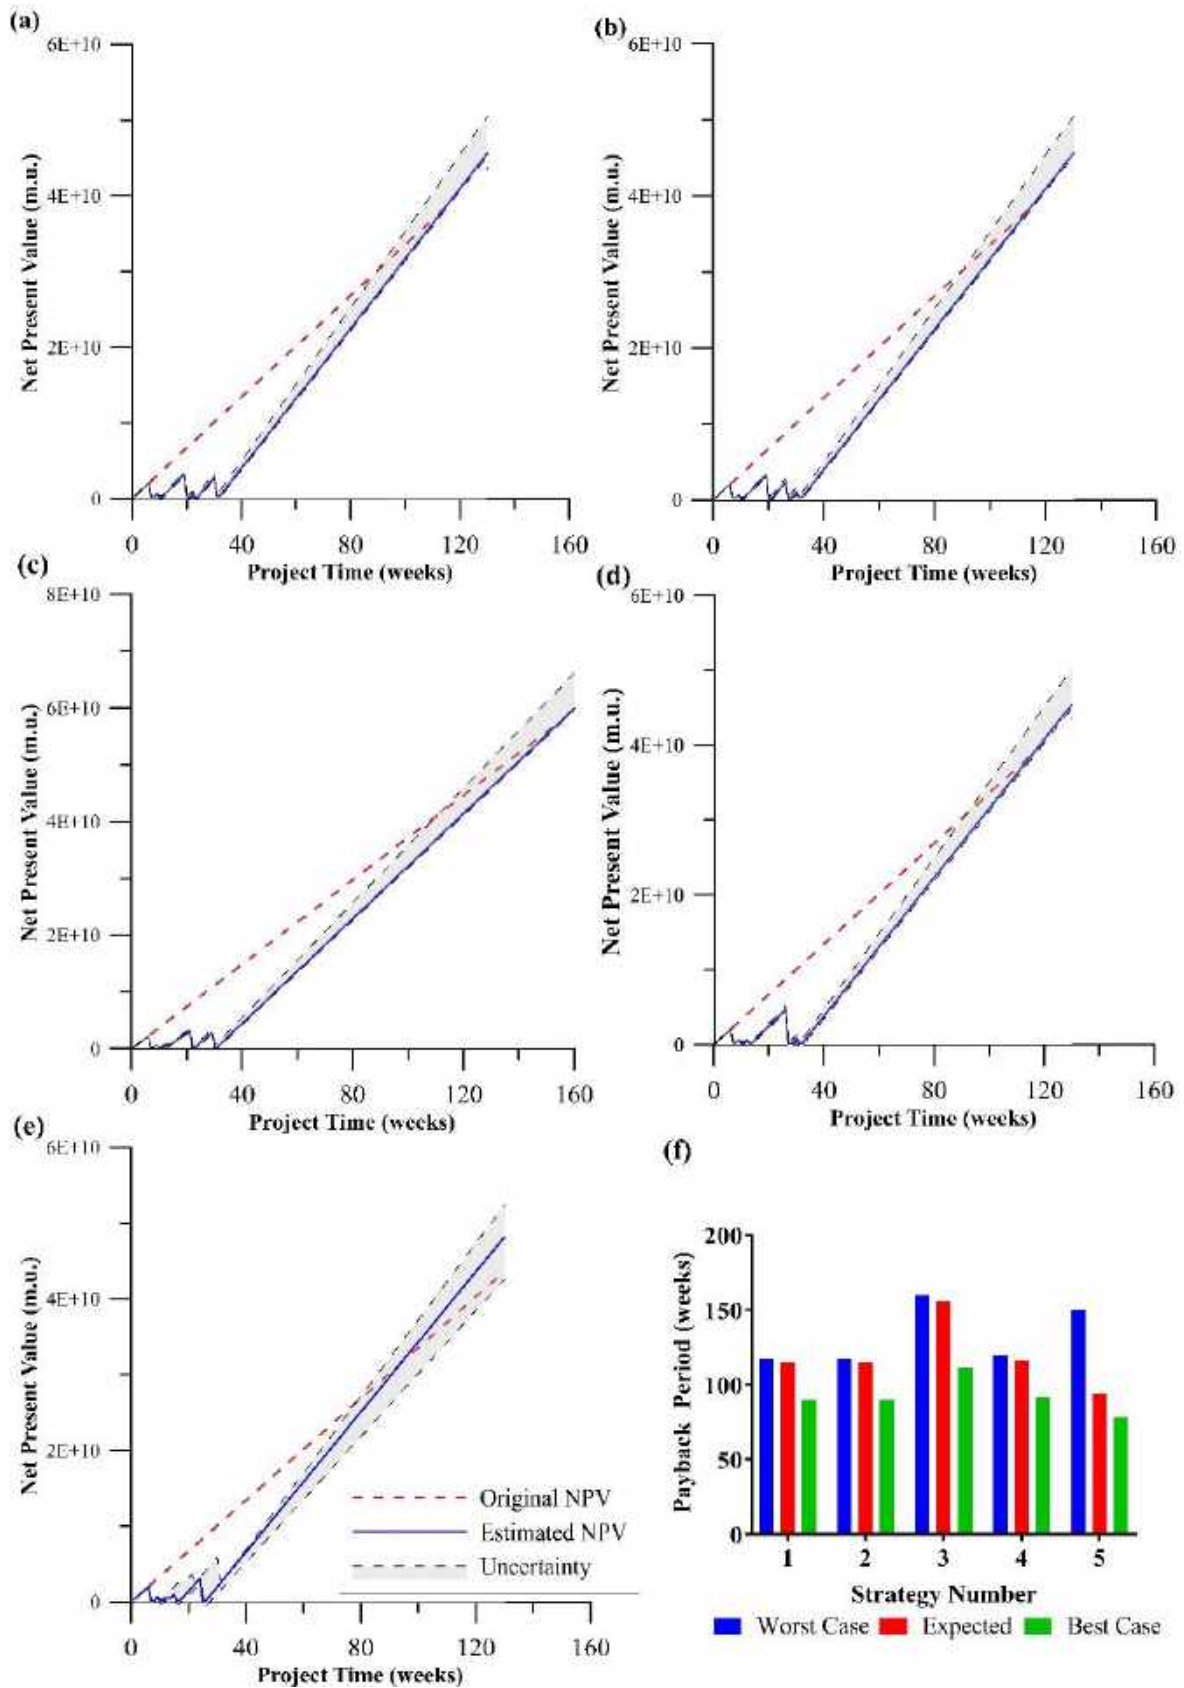 (a)
6E+10
4E+10
2E+10
0
Net Present Value (m.u.)
0 40 80 120 160
Project Time (weeks)
(b)
6E+10
4E+10
2E+10
0
Net Present Value (m.u.)
0 40 80 120 160
Project Time (weeks)
(c)
8E+10
6E+10
4E+10
2E+10
0
Net Present Value (m.u.)
0 40 80 120 160
Project Time (weeks)
(d)
6E+10
4E+10
2E+10
0
Net Present Value (m.u.)
0 40 80 120 160
Project Time (weeks)
(e)
6E+10
4E+10
2E+10
0
Net Present Value (m.u.)
0 40 80 120 160
Project Time (weeks)
Original NPV
Estimated NPV
Uncertainty
(f)
200
150
100
50
0
Payback Period (weeks)
1 2 3 4 5
Strategy Number
Worst Case Expected Best Case